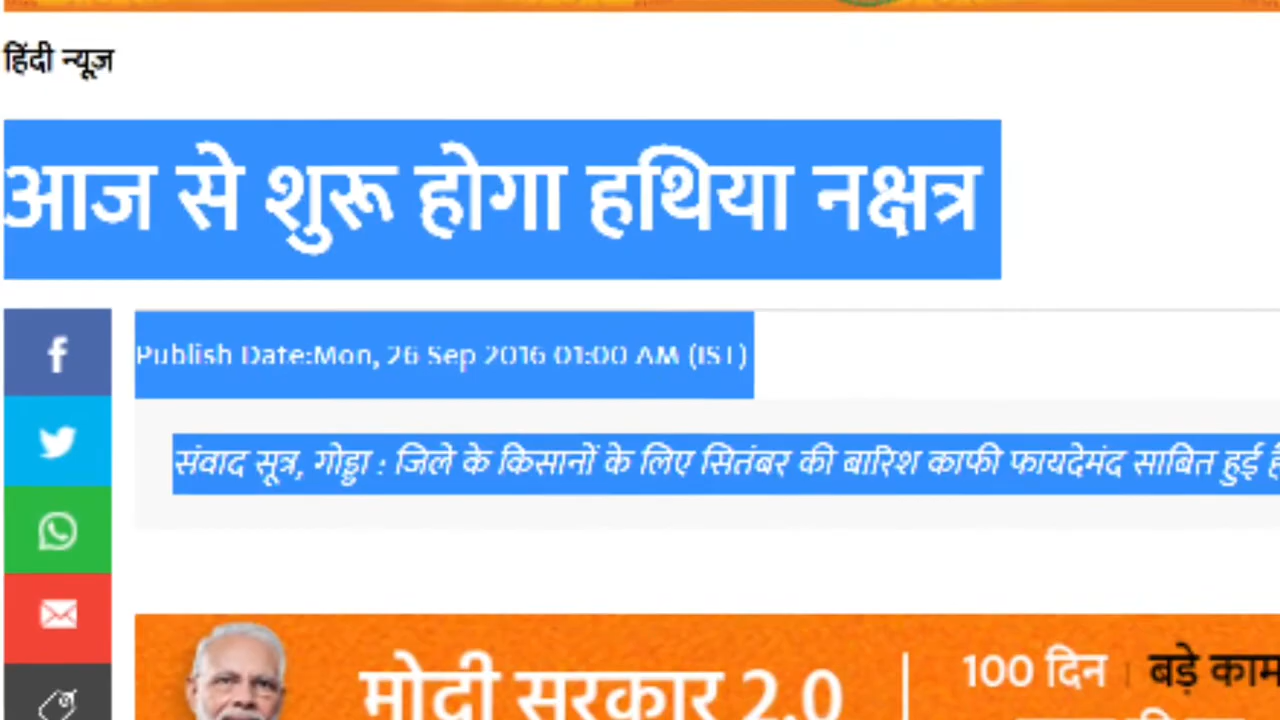 हिंदी न्यूज
आज से शुरू होगा हथिया नक्षत्र
Publish Date:Mon, 26 Sep 2016 01:00 AM (IST)
संवाद सूत्र, गोड्डा : जिले के किसानों के लिए सितंबर की बारिश काफी फायदेमंद साबित हुई
मोदी सरकार 2.0
100 दिन | बड़े काम